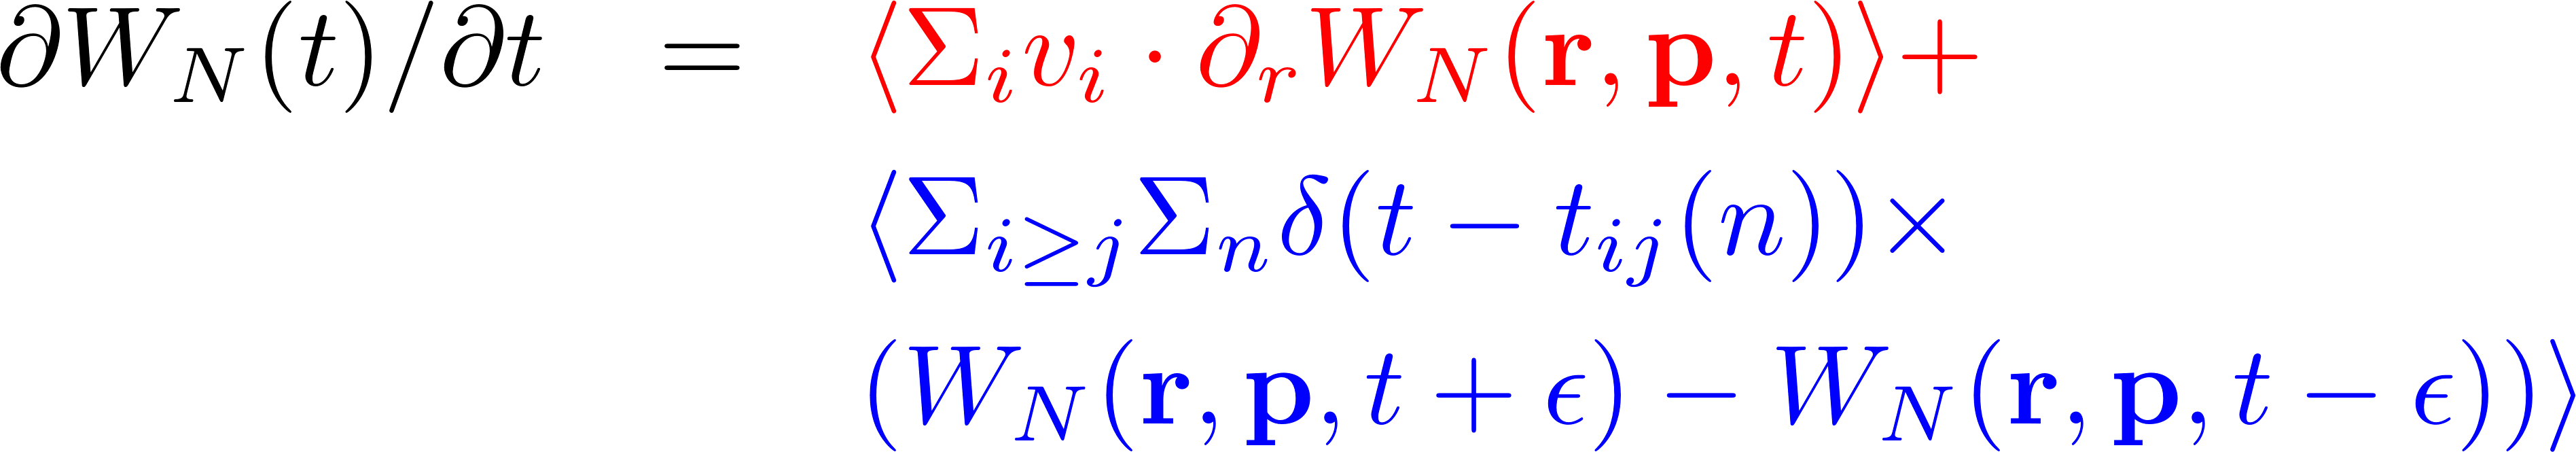 ∂W_N(t)/∂t = ⟨Σ_i v_i · ∂_r W_N(𝐫, 𝐩, t)⟩+
⟨Σ_{i≥j} Σ_n δ(t − t_{ij}(n))×
(W_N(𝐫, 𝐩, t + ϵ) − W_N(𝐫, 𝐩, t − ϵ))⟩